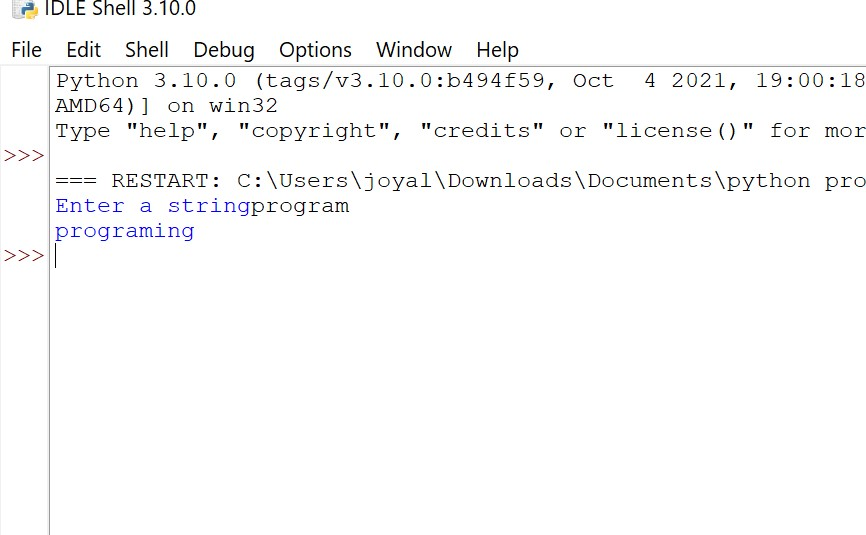 IDLE Shell 3.10.0
File Edit Shell Debug Options Window Help
Python 3.10.0 (tags/v3.10.0:b494f59, Oct  4 2021, 19:00:18
AMD64)] on win32
Type "help", "copyright", "credits" or "license()" for mor
>>>
=== RESTART: C:\Users\joyal\Downloads\Documents\python pro
Enter a stringprogram
programing
>>>